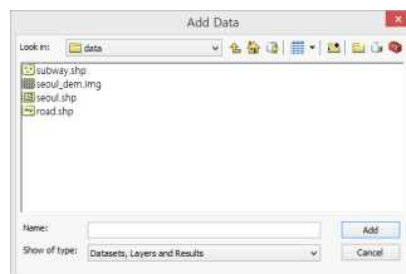 Add Data
Look in: data
subway.shp
seoul_dem.img
seoul.shp
road.shp
Name: Add
Show of type: Datasets, Layers and Results Cancel